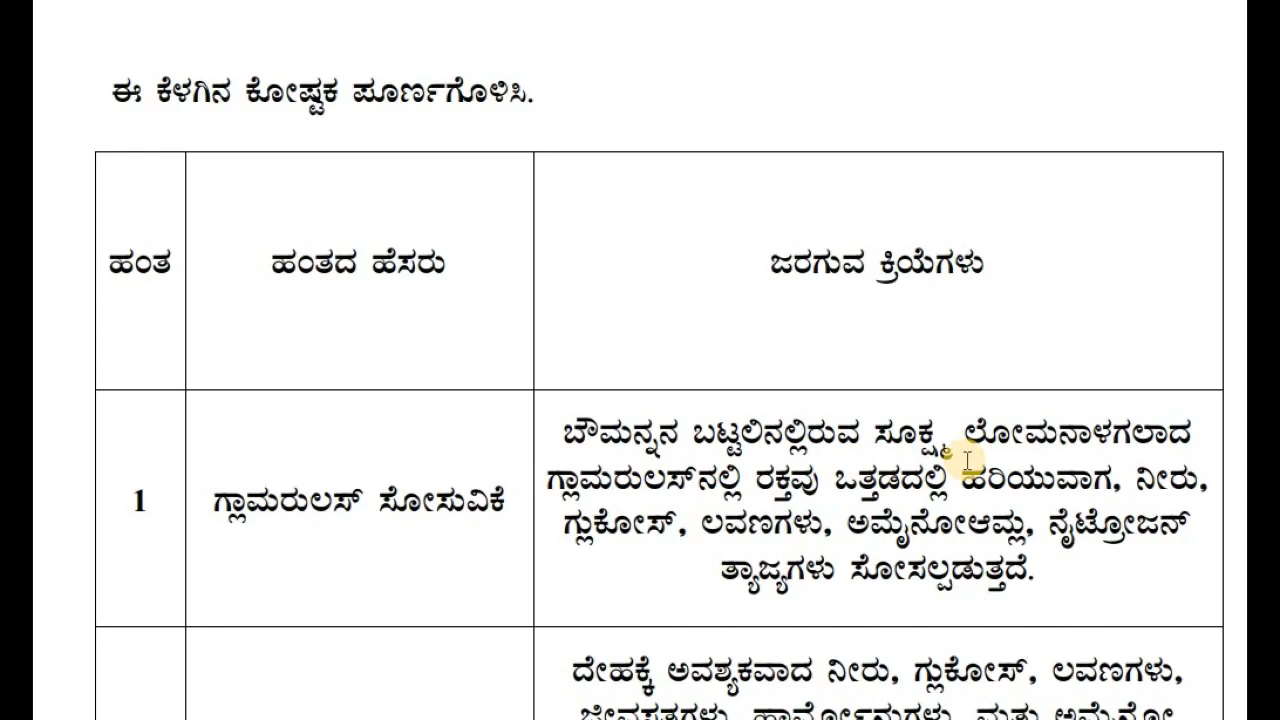 ಈ ಕೆಳಗಿನ ಕೋಷ್ಟಕ ಪೂರ್ಣಗೊಳಿಸಿ.
ಹಂತ ಹಂತದ ಹೆಸರು ಜರಗುವ ಕ್ರಿಯೆಗಳು
ಬೌಮನ್ನನ ಬಟ್ಟಲಿನಲ್ಲಿರುವ ಸೂಕ್ಷ್ಮ ಲೋಮನಾಳಗಲಾದ
ಗ್ಲಾಮರುಲಸ್‌ನಲ್ಲಿ ರಕ್ತವು ಒತ್ತಡದಲ್ಲಿ ಹರಿಯುವಾಗ, ನೀರು,
1 ಗ್ಲಾಮರುಲಸ್ ಸೋಸುವಿಕೆ
ಗ್ಲುಕೋಸ್, ಲವಣಗಳು, ಅಮೈನೋಆಮ್ಲ, ನೈಟ್ರೋಜನ್
ತ್ಯಾಜ್ಯಗಳು ಸೋಸಲ್ಪಡುತ್ತದೆ.
ದೇಹಕ್ಕೆ ಅವಶ್ಯಕವಾದ ನೀರು, ಗ್ಲುಕೋಸ್, ಲವಣಗಳು,